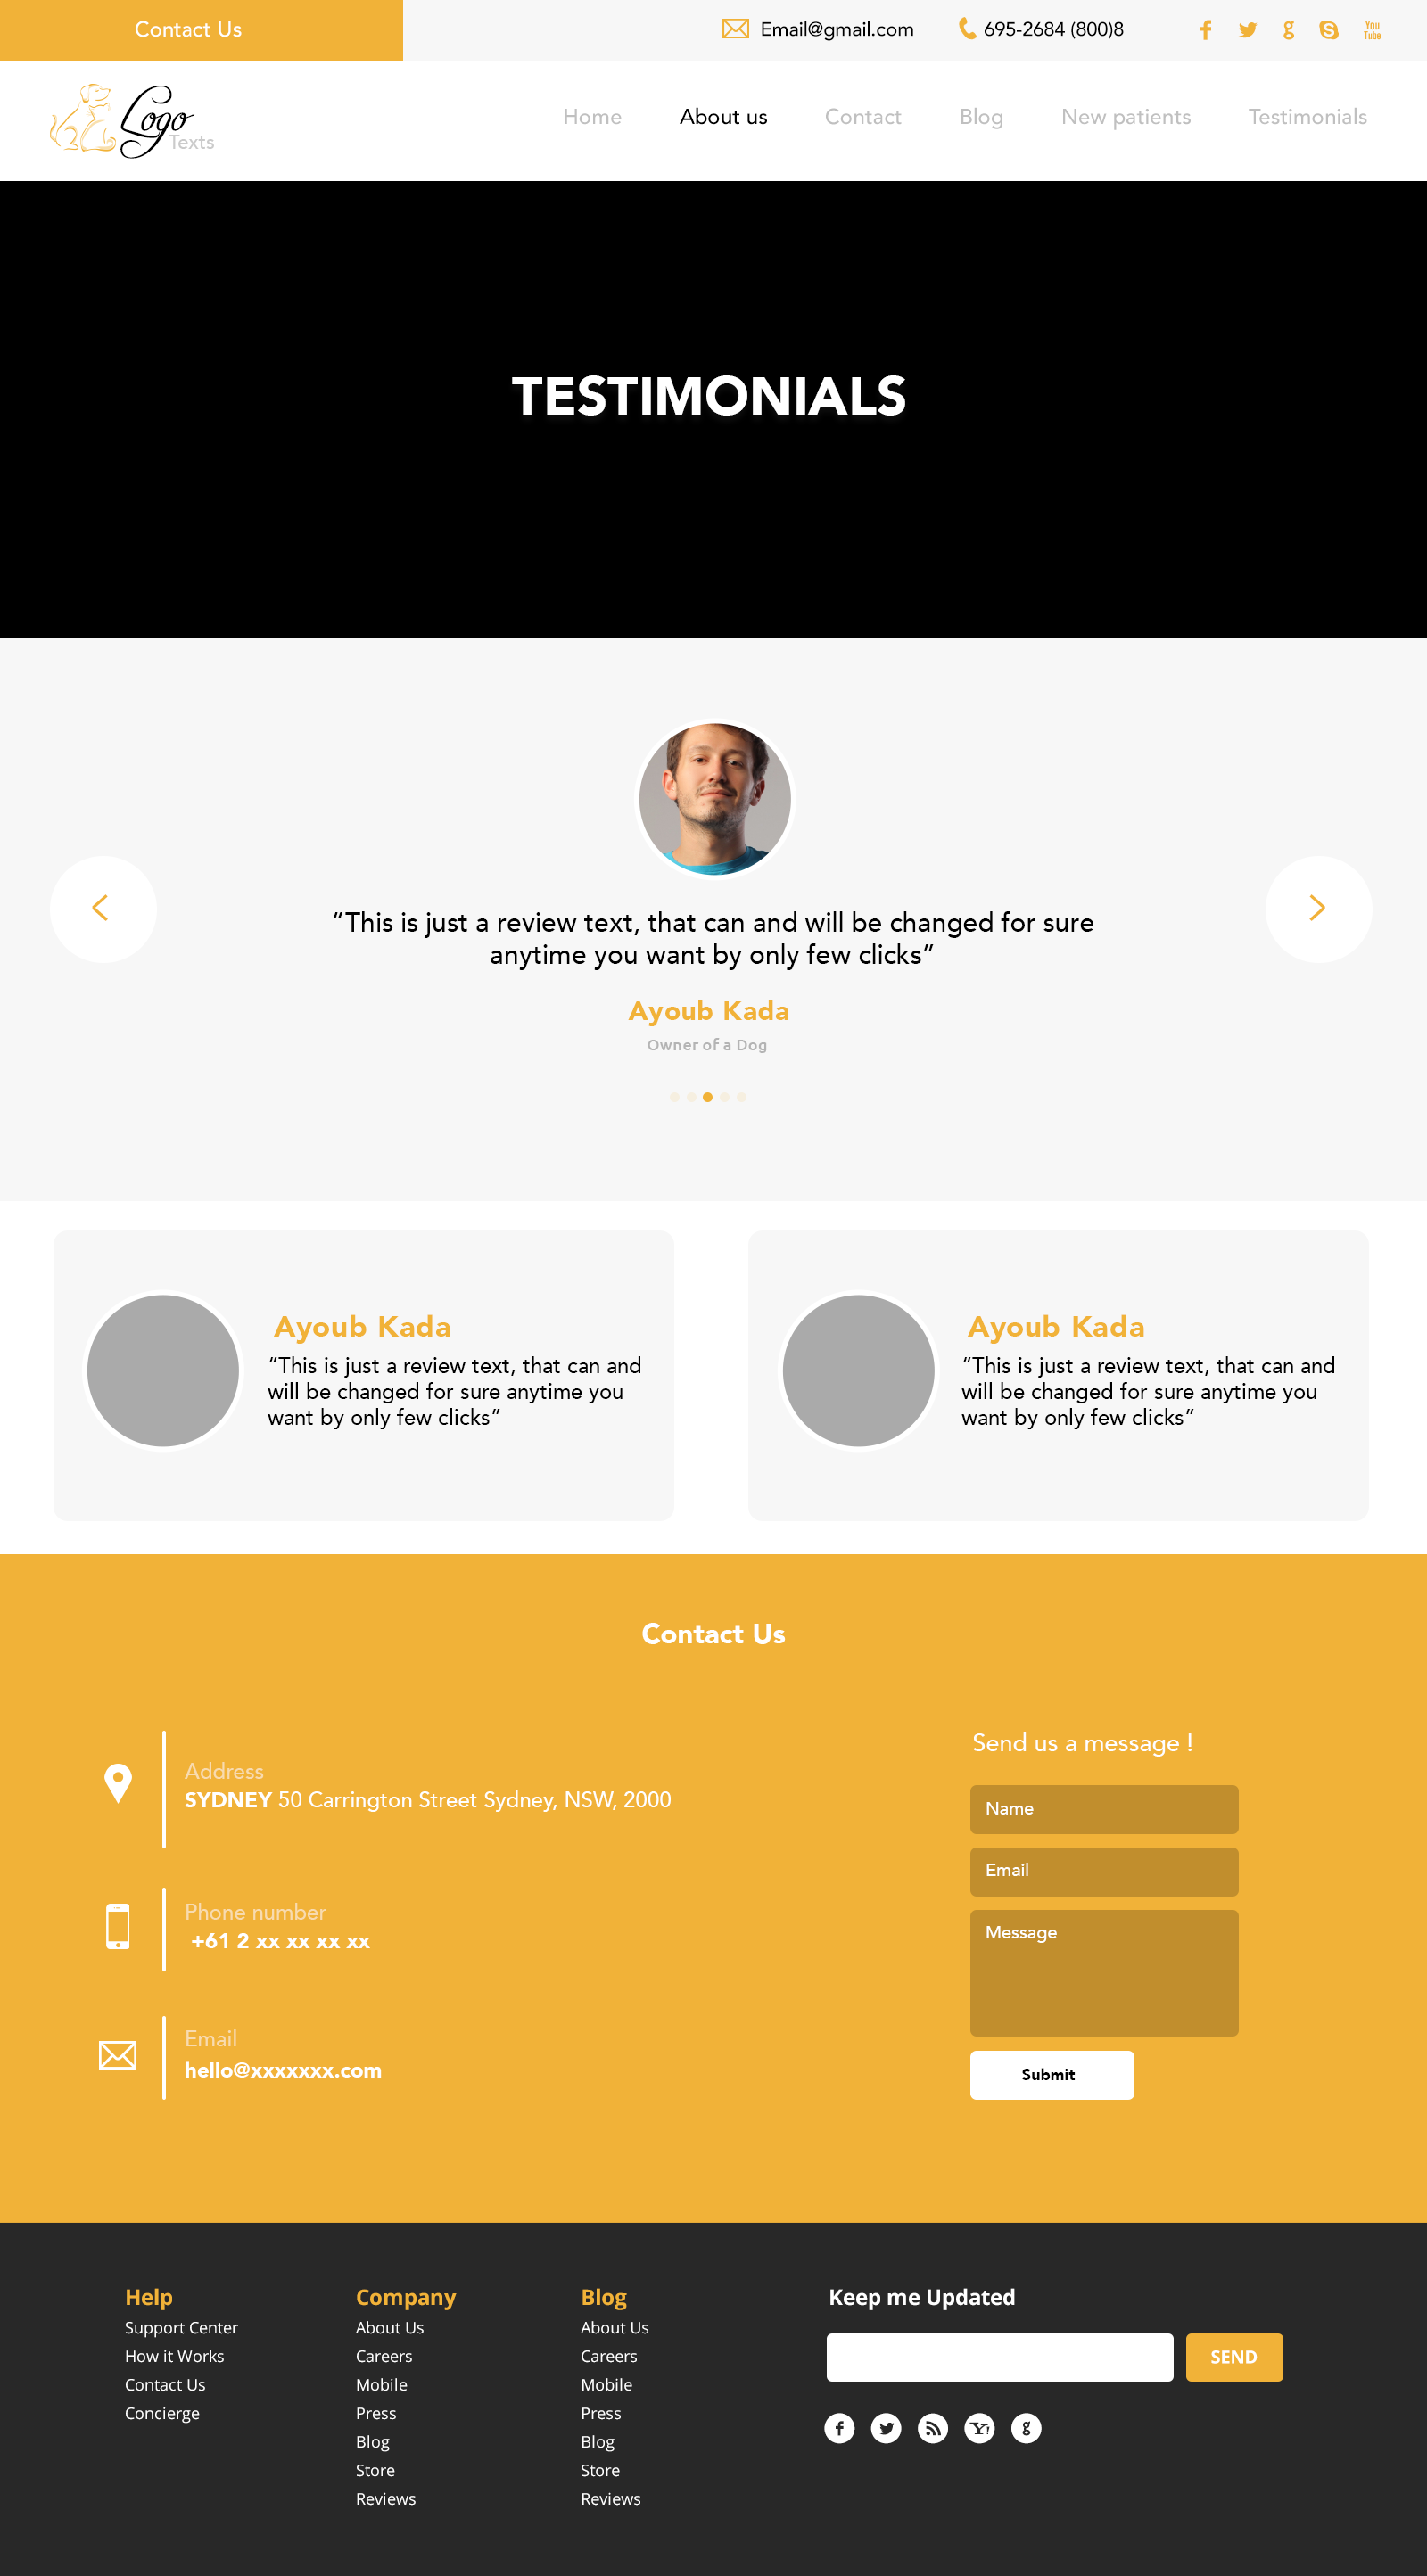 Contact Us
Email@gmail.com
695-2684 (800)8
You
Tube
Logo
Texts
Home
About us
Contact
Blog
New patients
Testimonials
TESTIMONIALS
“This is just a review text, that can and will be changed for sure
anytime you want by only few clicks”
Ayoub Kada
Owner of a Dog
Ayoub Kada
“This is just a review text, that can and
will be changed for sure anytime you
want by only few clicks”
Ayoub Kada
“This is just a review text, that can and
will be changed for sure anytime you
want by only few clicks”
Contact Us
Address
SYDNEY 50 Carrington Street Sydney, NSW, 2000
Phone number
+61 2 xx xx xx xx
Email
hello@xxxxxxx.com
Send us a message !
Name
Email
Message
Submit
Help
Support Center
How it Works
Contact Us
Concierge
Company
About Us
Careers
Mobile
Press
Blog
Store
Reviews
Blog
About Us
Careers
Mobile
Press
Blog
Store
Reviews
Keep me Updated
SEND